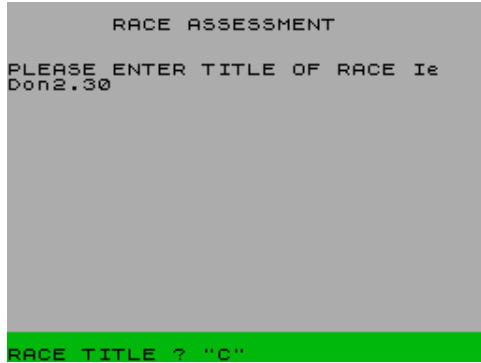 RACE ASSESSMENT
PLEASE ENTER TITLE OF RACE Ie
Don2.30
RACE TITLE ? "C"